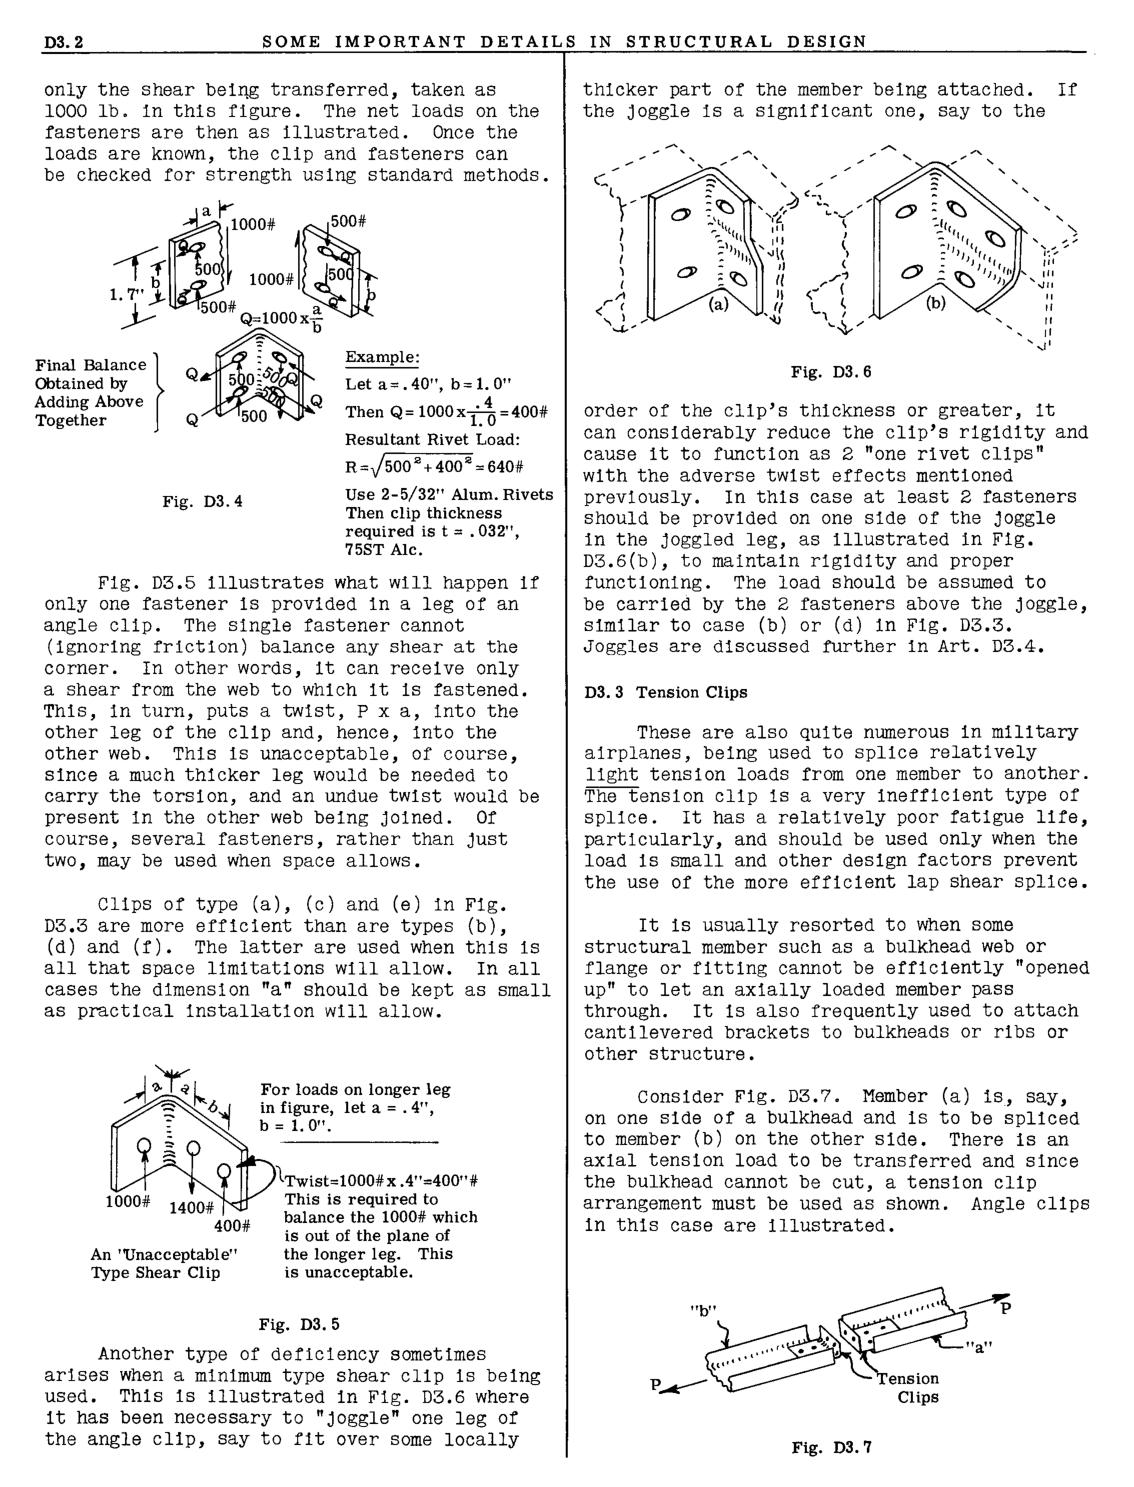 D3.2 SOME IMPORTANT DETAILS IN STRUCTURAL DESIGN
only the shear being transferred, taken as
1000 lb. in this figure. The net loads on the
fasteners are then as illustrated. Once the
loads are known, the clip and fasteners can
be checked for strength using standard methods.
a
1000#
500#
Q
Q
500
1000#
500
b
1.7"
b
Q
Q
500#
Q=1000 x a/b
Final Balance
Obtained by
Adding Above
Together
Q
500
500
Q
500
Q
500
Q
Example:
Let a = .40", b = 1.0"
Then Q = 1000 x .4/1.0 = 400#
Resultant Rivet Load:
R = √500² + 400² = 640#
Use 2-5/32" Alum. Rivets
Then clip thickness
required is t = .032",
75ST Alc.
Fig. D3.4
Fig. D3.5 illustrates what will happen if
only one fastener is provided in a leg of an
angle clip. The single fastener cannot
(ignoring friction) balance any shear at the
corner. In other words, it can receive only
a shear from the web to which it is fastened.
This, in turn, puts a twist, P x a, into the
other leg of the clip and, hence, into the
other web. This is unacceptable, of course,
since a much thicker leg would be needed to
carry the torsion, and an undue twist would be
present in the other web being joined. Of
course, several fasteners, rather than just
two, may be used when space allows.
Clips of type (a), (c) and (e) in Fig.
D3.3 are more efficient than are types (b),
(d) and (f). The latter are used when this is
all that space limitations will allow. In all
cases the dimension "a" should be kept as small
as practical installation will allow.
a
a
b
For loads on longer leg
in figure, let a = .4",
b = 1.0".
1000#
1400#
400#
Twist=1000# x .4"=400"#
This is required to
balance the 1000# which
is out of the plane of
the longer leg. This
is unacceptable.
An "Unacceptable"
Type Shear Clip
Fig. D3.5
Another type of deficiency sometimes
arises when a minimum type shear clip is being
used. This is illustrated in Fig. D3.6 where
it has been necessary to "joggle" one leg of
the angle clip, say to fit over some locally
thicker part of the member being attached. If
the joggle is a significant one, say to the
(a)
(b)
Fig. D3.6
order of the clip's thickness or greater, it
can considerably reduce the clip's rigidity and
cause it to function as 2 "one rivet clips"
with the adverse twist effects mentioned
previously. In this case at least 2 fasteners
should be provided on one side of the joggle
in the joggled leg, as illustrated in Fig.
D3.6(b), to maintain rigidity and proper
functioning. The load should be assumed to
be carried by the 2 fasteners above the joggle,
similar to case (b) or (d) in Fig. D3.3.
Joggles are discussed further in Art. D3.4.
D3.3 Tension Clips
These are also quite numerous in military
airplanes, being used to splice relatively
light tension loads from one member to another.
The tension clip is a very inefficient type of
splice. It has a relatively poor fatigue life,
particularly, and should be used only when the
load is small and other design factors prevent
the use of the more efficient lap shear splice.
It is usually resorted to when some
structural member such as a bulkhead web or
flange or fitting cannot be efficiently "opened
up" to let an axially loaded member pass
through. It is also frequently used to attach
cantilevered brackets to bulkheads or ribs or
other structure.
Consider Fig. D3.7. Member (a) is, say,
on one side of a bulkhead and is to be spliced
to member (b) on the other side. There is an
axial tension load to be transferred and since
the bulkhead cannot be cut, a tension clip
arrangement must be used as shown. Angle clips
in this case are illustrated.
"b"
P
"a"
P
Tension
Clips
Fig. D3.7